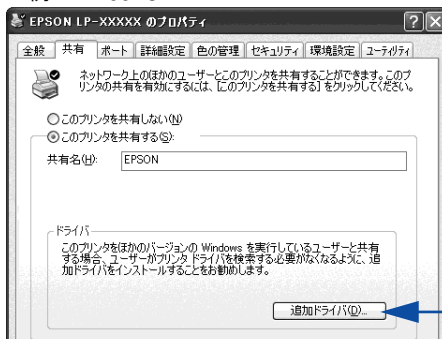 EPSON LP-XXXXX のプロパティ
全般 共有 ポート 詳細設定 色の管理 セキュリティ 環境設定 ユーティリティ
ネットワーク上のほかのユーザーとこのプリンタを共有することができます。このプ
リンタの共有を有効にするには、[このプリンタを共有する] をクリックしてください。
このプリンタを共有しない(N)
このプリンタを共有する(S):
共有名(H): EPSON
ドライバ
このプリンタをほかのバージョンの Windows を実行しているユーザーと共有
する場合、ユーザーがプリンタ ドライバを検索する必要がなくなるように、追
加ドライバをインストールすることをお勧めします。
追加ドライバ(D)...